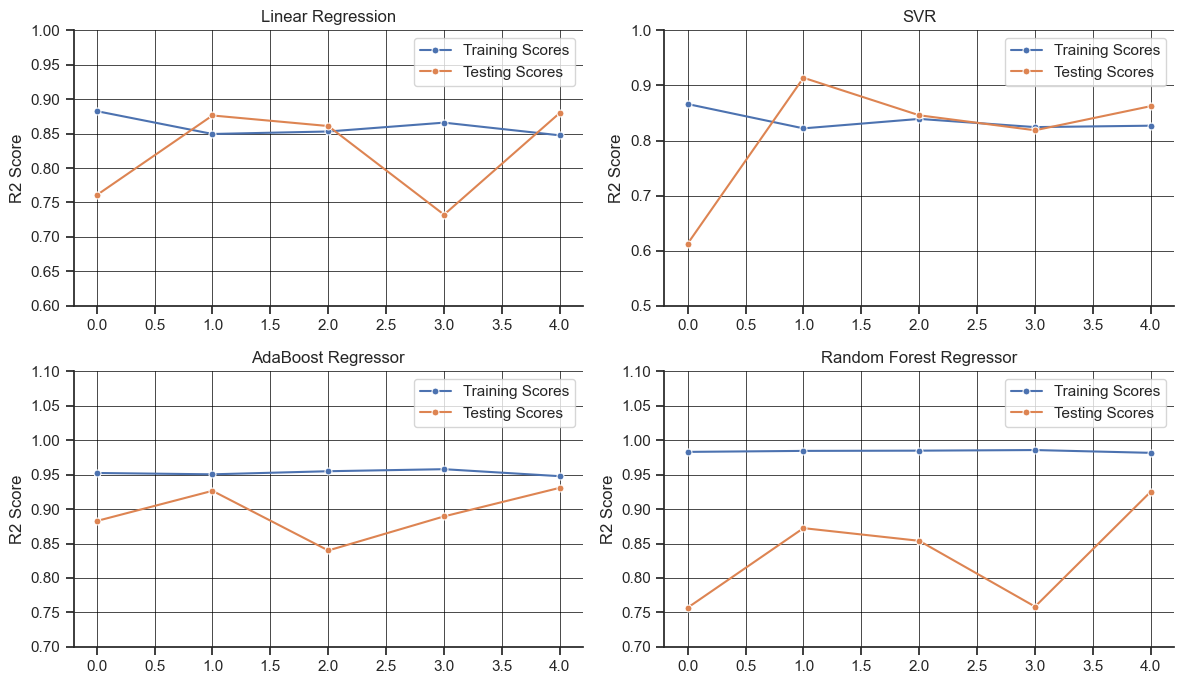 Linear Regression
R2 Score
1.00
0.95
0.90
0.85
0.80
0.75
0.70
0.65
0.60
0.0 0.5 1.0 1.5 2.0 2.5 3.0 3.5 4.0
Training Scores
Testing Scores
SVR
R2 Score
1.0
0.9
0.8
0.7
0.6
0.5
0.0 0.5 1.0 1.5 2.0 2.5 3.0 3.5 4.0
Training Scores
Testing Scores
AdaBoost Regressor
R2 Score
1.10
1.05
1.00
0.95
0.90
0.85
0.80
0.75
0.70
0.0 0.5 1.0 1.5 2.0 2.5 3.0 3.5 4.0
Training Scores
Testing Scores
Random Forest Regressor
R2 Score
1.10
1.05
1.00
0.95
0.90
0.85
0.80
0.75
0.70
0.0 0.5 1.0 1.5 2.0 2.5 3.0 3.5 4.0
Training Scores
Testing Scores